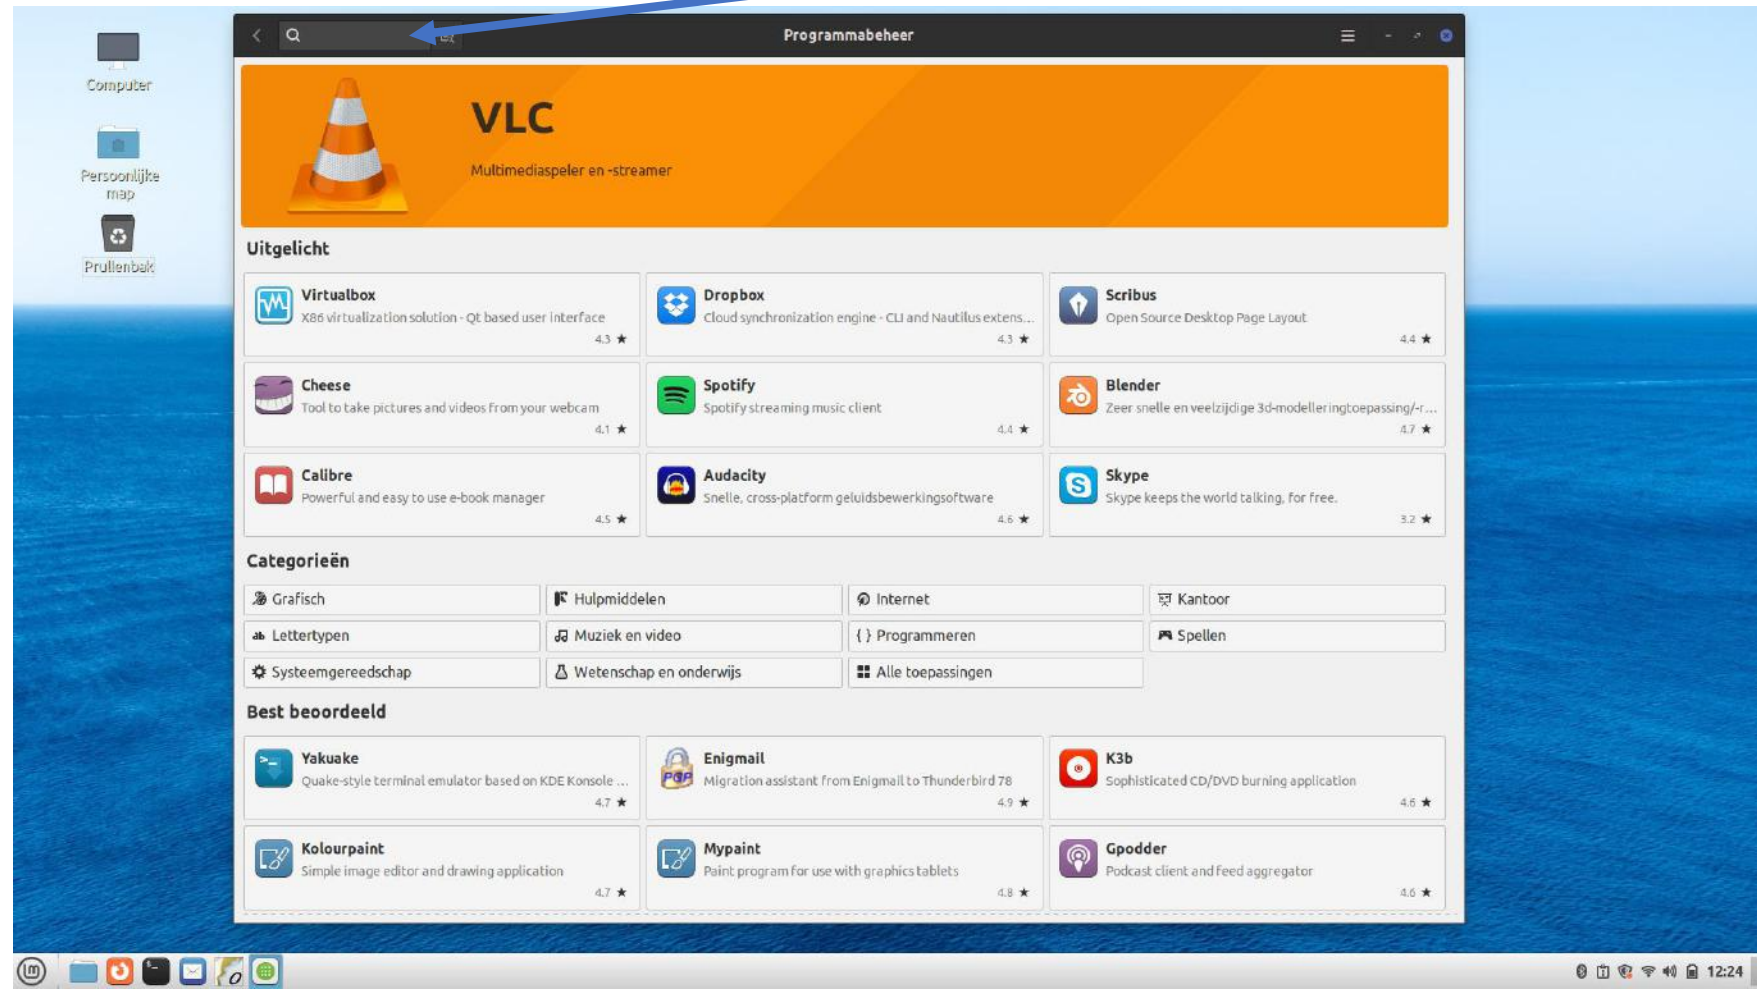 Programmabeheer
Computer
Persoonlijke
map
Prullenbak
VLC
Multimediaspeler en -streamer
Uitgelicht
Virtualbox
X86 virtualization solution - Qt based user interface
4.3 ★
Dropbox
Cloud synchronization engine - CLI and Nautilus extens...
4.3 ★
Scribus
Open Source Desktop Page Layout
4.4 ★
Cheese
Tool to take pictures and videos from your webcam
4.1 ★
Spotify
Spotify streaming music client
4.4 ★
Blender
Zeer snelle en veelzijdige 3d-modelleringtoepassing/-r...
4.7 ★
Calibre
Powerful and easy to use e-book manager
4.5 ★
Audacity
Snelle, cross-platform geluidsbewerkingsoftware
4.6 ★
Skype
Skype keeps the world talking, for free.
3.2 ★
Categorieën
Grafisch
Hulpmiddelen
Internet
Kantoor
Lettertypen
Muziek en video
Programmeren
Spellen
Systeemgereedschap
Wetenschap en onderwijs
Alle toepassingen
Best beoordeeld
Yakuake
Quake-style terminal emulator based on KDE Konsole ...
4.7 ★
Enigmail
Migration assistant from Enigmail to Thunderbird 78
4.9 ★
K3b
Sophisticated CD/DVD burning application
4.6 ★
Kolourpaint
Simple image editor and drawing application
4.7 ★
Mypaint
Paint program for use with graphics tablets
4.8 ★
Gpodder
Podcast client and feed aggregator
4.6 ★
12:24